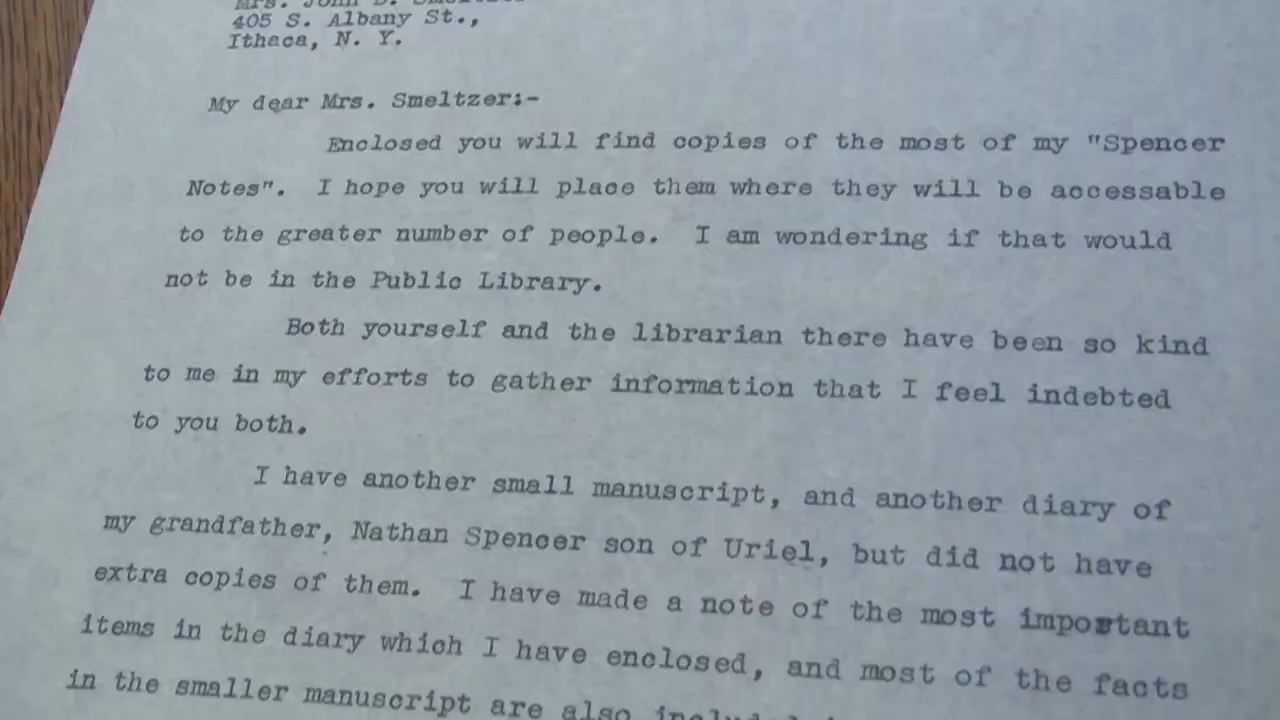 Mrs. John D. Smeltzer
405 S. Albany St.,
Ithaca, N. Y.
My dear Mrs. Smeltzer:-
Enclosed you will find copies of the most of my "Spencer
Notes". I hope you will place them where they will be accessable
to the greater number of people. I am wondering if that would
not be in the Public Library.
Both yourself and the librarian there have been so kind
to me in my efforts to gather information that I feel indebted
to you both.
I have another small manuscript, and another diary of
my grandfather, Nathan Spencer son of Uriel, but did not have
extra copies of them. I have made a note of the most important
items in the diary which I have enclosed, and most of the facts
in the smaller manuscript are also included